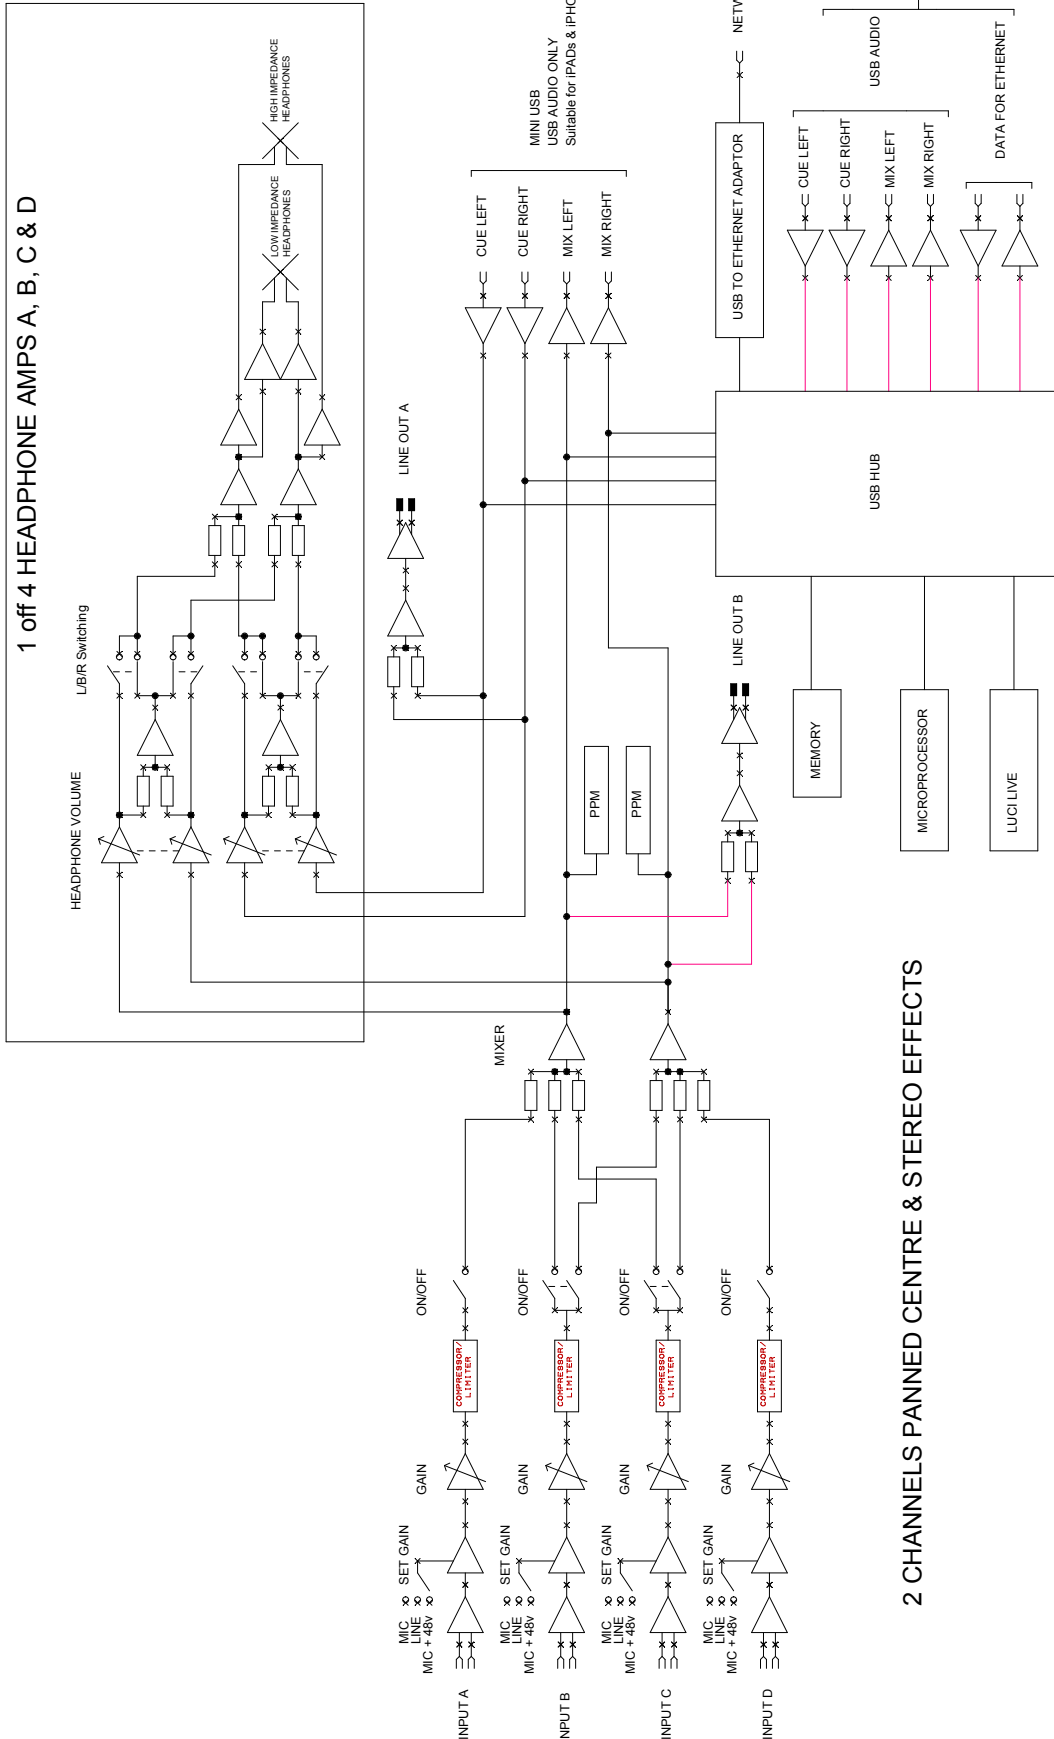 1 off 4 HEADPHONE AMPS A, B, C & D
HIGH IMPEDANCE
HEADPHONES
LOW IMPEDANCE
HEADPHONES
L/B/R Switching
HEADPHONE VOLUME
MINI USB
USB AUDIO ONLY
Suitable for iPADs &
CUE LEFT
CUE RIGHT
MIX LEFT
MIX RIGHT
LINE OUT A
USB TO ETHERNET ADAPTOR
USB AUDIO
CUE LEFT
CUE RIGHT
MIX LEFT
MIX RIGHT
DATA FOR ETHERNET
USB HUB
LINE OUT B
PPM
PPM
MEMORY
MICROPROCESSOR
LUCI LIVE
MIXER
ON/OFF
ON/OFF
ON/OFF
ON/OFF
COMPRESSOR/
LIMITER
COMPRESSOR/
LIMITER
COMPRESSOR/
LIMITER
COMPRESSOR/
LIMITER
GAIN
GAIN
GAIN
GAIN
SET GAIN
MIC
LINE
MIC + 48v
SET GAIN
MIC
LINE
MIC + 48v
SET GAIN
MIC
LINE
MIC + 48v
SET GAIN
MIC
LINE
MIC + 48v
INPUT A
NPUT B
INPUT C
INPUT D
2 CHANNELS PANNED CENTRE & STEREO EFFECTS